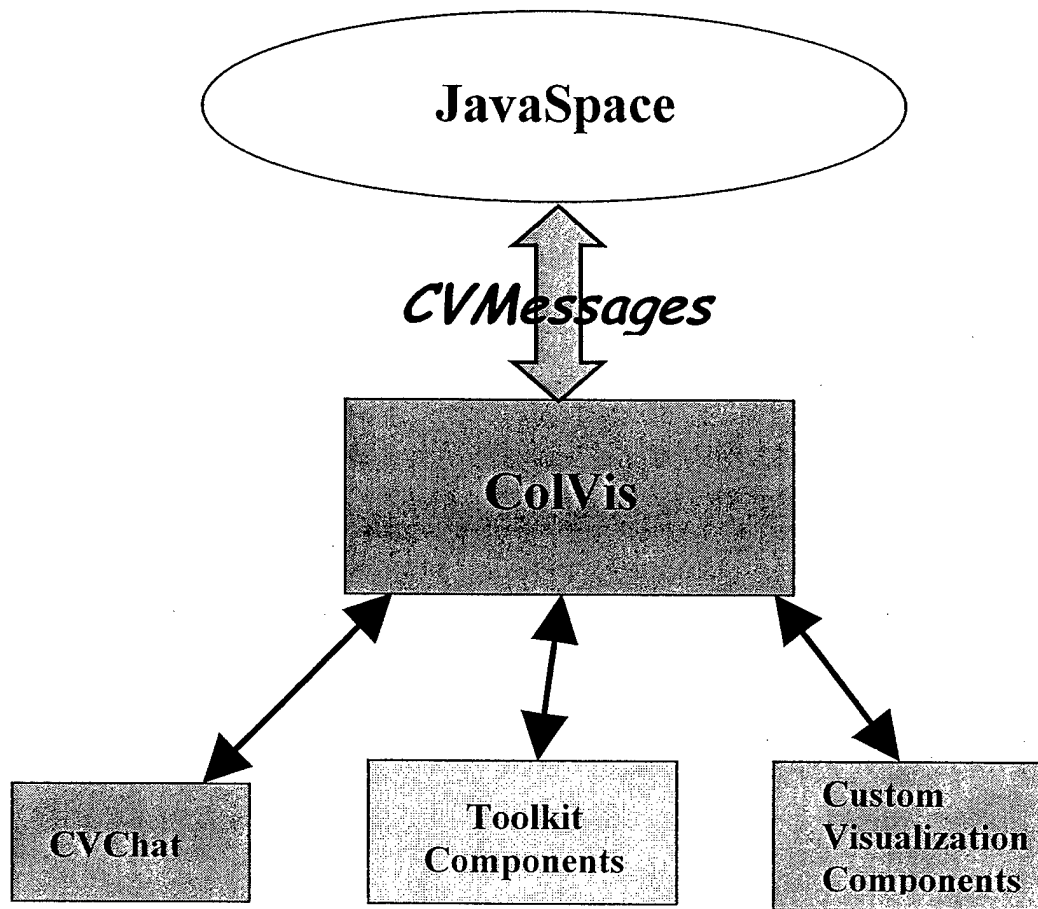 JavaSpace
CVMessages
ColVis
CVChat
Toolkit
Components
Custom
Visualization
Components